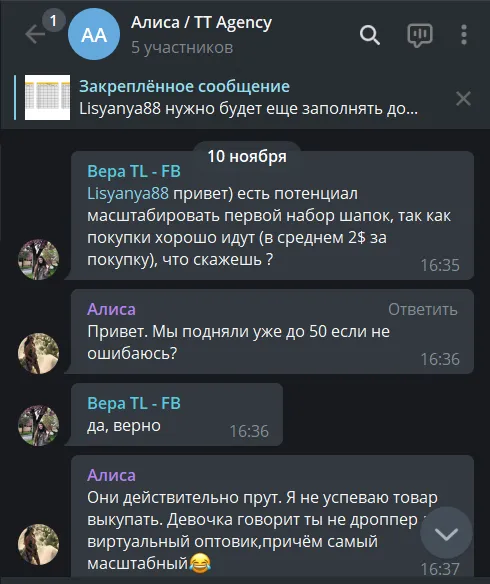 1
АА
Алиса / TT Agency
5 участников
Закреплённое сообщение
Lisyanya88 нужно будет еще заполнять до...
10 ноября
Вера TL - FB
Lisyanya88 привет) есть потенциал
масштабировать первой набор шапок, так как
покупки хорошо идут (в среднем 2$ за
покупку), что скажешь ?
16:35
Алиса
Ответить
Привет. Мы подняли уже до 50 если не
ошибаюсь?
16:36
Вера TL - FB
да, верно
16:36
Алиса
Они действительно прут. Я не успеваю товар
выкупать. Девочка говорит ты не дроппер
виртуальный оптовик,причём самый
масштабный😂
16:37